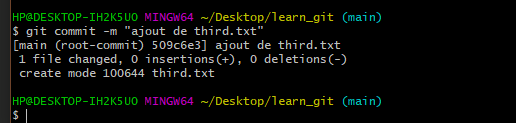 HP@DESKTOP-IH2K5UO MINGW64 ~/Desktop/learn_git (main)
$ git commit -m "ajout de third.txt"
[main (root-commit) 509c6e3] ajout de third.txt
 1 file changed, 0 insertions(+), 0 deletions(-)
 create mode 100644 third.txt
HP@DESKTOP-IH2K5UO MINGW64 ~/Desktop/learn_git (main)
$